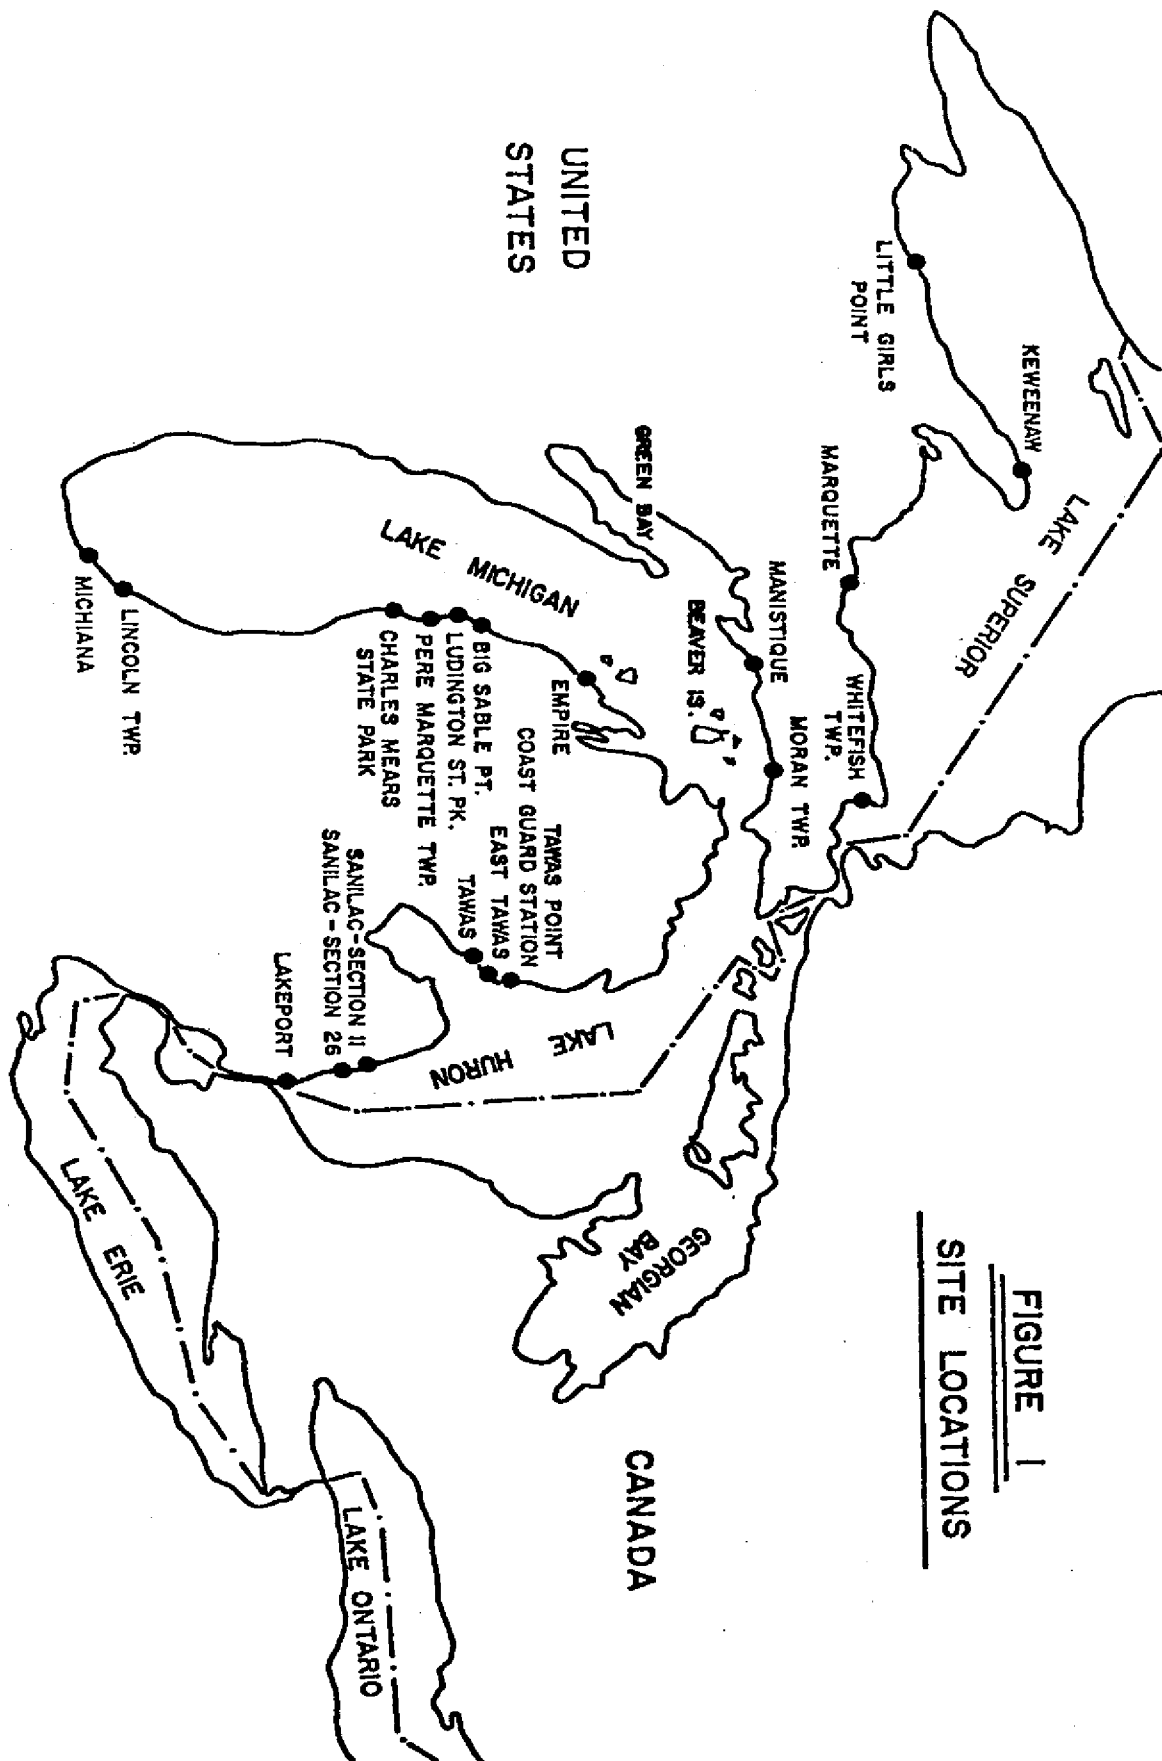 FIGURE 1
SITE LOCATIONS
UNITED
STATES
CANADA
LAKE SUPERIOR
KEWEENAW
LITTLE GIRLS
POINT
MARQUETTE
WHITEFISH
TWP.
MANISTIQUE
MORAN TWP.
GREEN BAY
BEAVER IS.
LAKE MICHIGAN
EMPIRE
BIG SABLE PT.
LUDINGTON ST. PK.
PERE MARQUETTE TWP.
CHARLES MEARS
STATE PARK
LINCOLN TWP.
MICHIANA
TAWAS POINT
COAST GUARD STATION
EAST TAWAS
TAWAS
SANILAC-SECTION 11
SANILAC-SECTION 26
LAKEPORT
LAKE HURON
GEORGIAN
BAY
LAKE ERIE
LAKE ONTARIO